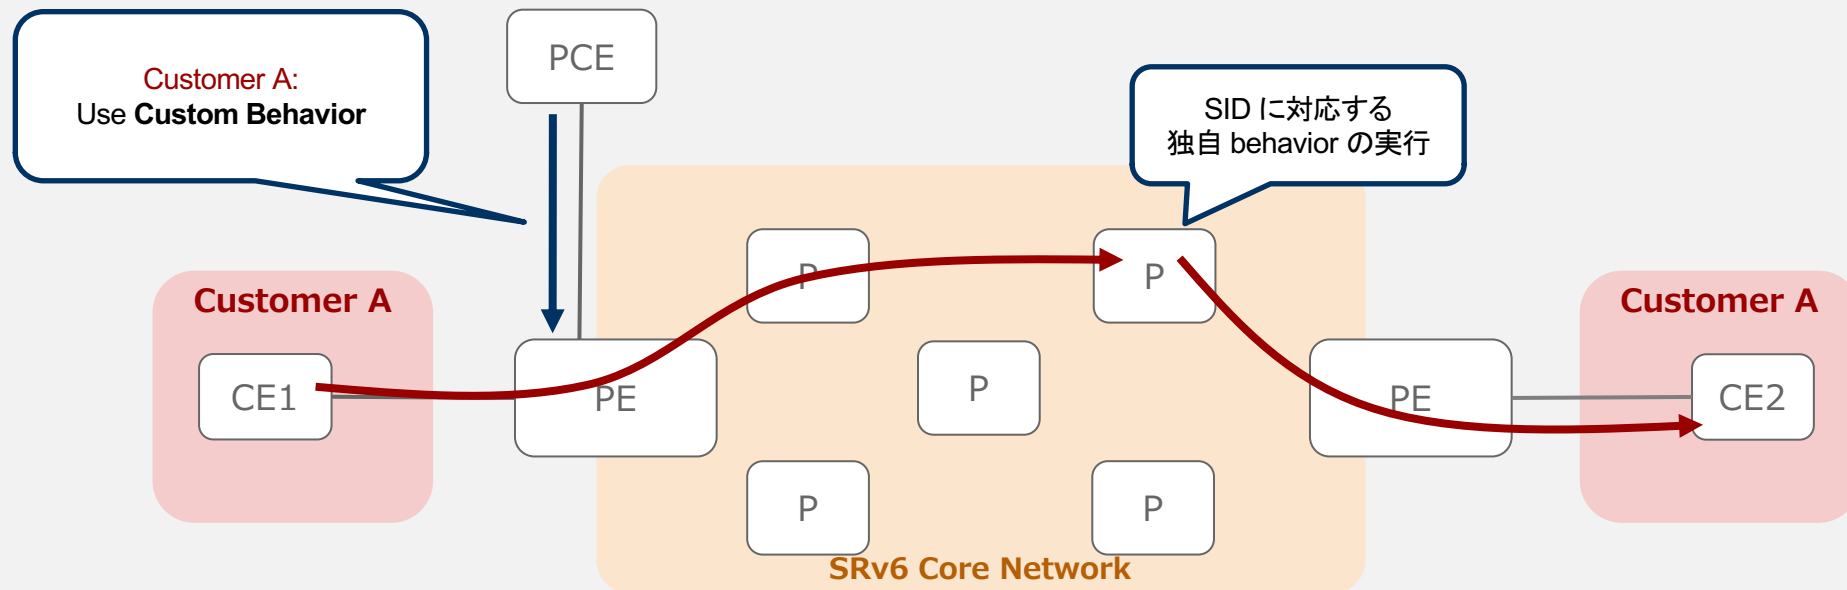 Customer A:
Use Custom Behavior
PCE
SID に対応する
独自 behavior の実行
Customer A
CE1
PE
P
P
P
P
P
SRv6 Core Network
PE
Customer A
CE2